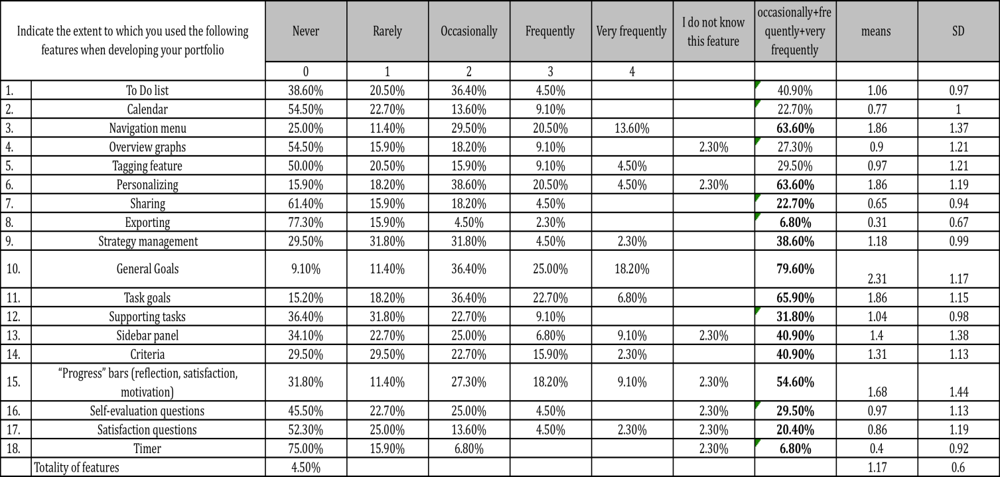 Indicate the extent to which you used the following features when developing your portfolio Never Rarely Occasionally Frequently Very frequently I do not know this feature occasionally+frequently+very frequently means SD
0 1 2 3 4
1. To Do list 38.60% 20.50% 36.40% 4.50% 40.90% 1.06 0.97
2. Calendar 54.50% 22.70% 13.60% 9.10% 22.70% 0.77 1
3. Navigation menu 25.00% 11.40% 29.50% 20.50% 13.60% 63.60% 1.86 1.37
4. Overview graphs 54.50% 15.90% 18.20% 9.10% 2.30% 27.30% 0.9 1.21
5. Tagging feature 50.00% 20.50% 15.90% 9.10% 4.50% 29.50% 0.97 1.21
6. Personalizing 15.90% 18.20% 38.60% 20.50% 4.50% 2.30% 63.60% 1.86 1.19
7. Sharing 61.40% 15.90% 18.20% 4.50% 22.70% 0.65 0.94
8. Exporting 77.30% 15.90% 4.50% 2.30% 6.80% 0.31 0.67
9. Strategy management 29.50% 31.80% 31.80% 4.50% 2.30% 38.60% 1.18 0.99
10. General Goals 9.10% 11.40% 36.40% 25.00% 18.20% 79.60% 2.31 1.17
11. Task goals 15.20% 18.20% 36.40% 22.70% 6.80% 65.90% 1.86 1.15
12. Supporting tasks 36.40% 31.80% 22.70% 9.10% 31.80% 1.04 0.98
13. Sidebar panel 34.10% 22.70% 25.00% 6.80% 9.10% 2.30% 40.90% 1.4 1.38
14. Criteria 29.50% 29.50% 22.70% 15.90% 2.30% 40.90% 1.31 1.13
15. “Progress” bars (reflection, satisfaction, motivation) 31.80% 11.40% 27.30% 18.20% 9.10% 2.30% 54.60% 1.68 1.44
16. Self-evaluation questions 45.50% 22.70% 25.00% 4.50% 2.30% 29.50% 0.97 1.13
17. Satisfaction questions 52.30% 25.00% 13.60% 4.50% 2.30% 2.30% 20.40% 0.86 1.19
18. Timer 75.00% 15.90% 6.80% 2.30% 6.80% 0.4 0.92
Totality of features 4.50% 1.17 0.6